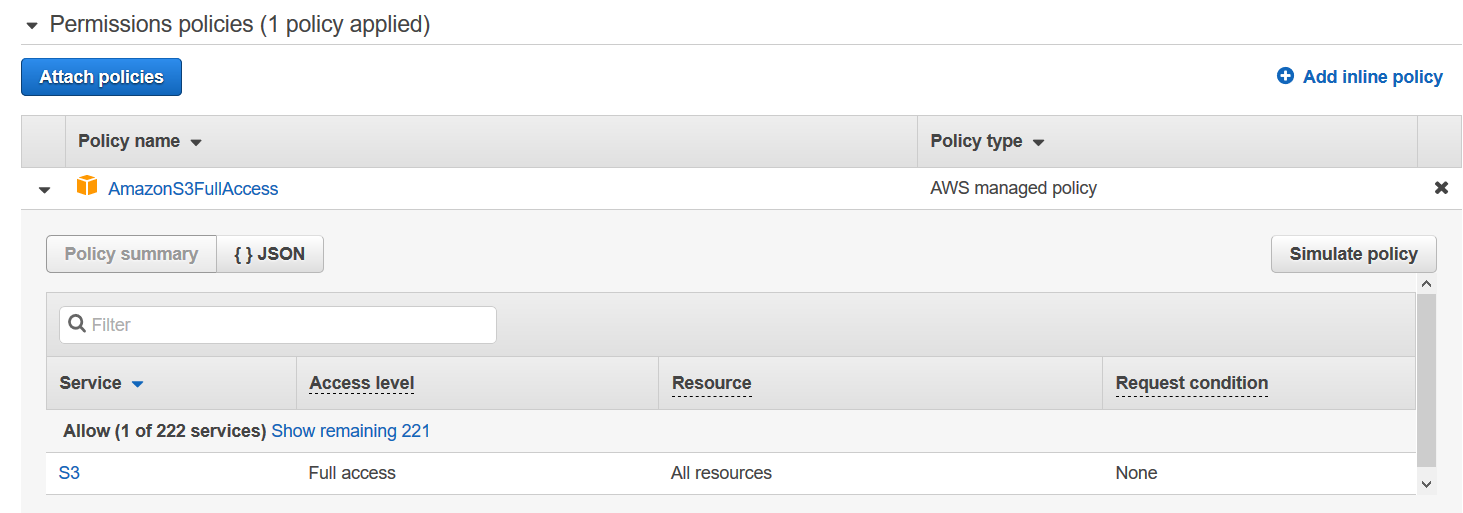 Permissions policies (1 policy applied)
Attach policies
Add inline policy
Policy name
Policy type
AmazonS3FullAccess
AWS managed policy
Policy summary
{ } JSON
Simulate policy
Filter
Service
Access level
Resource
Request condition
Allow (1 of 222 services) Show remaining 221
S3
Full access
All resources
None